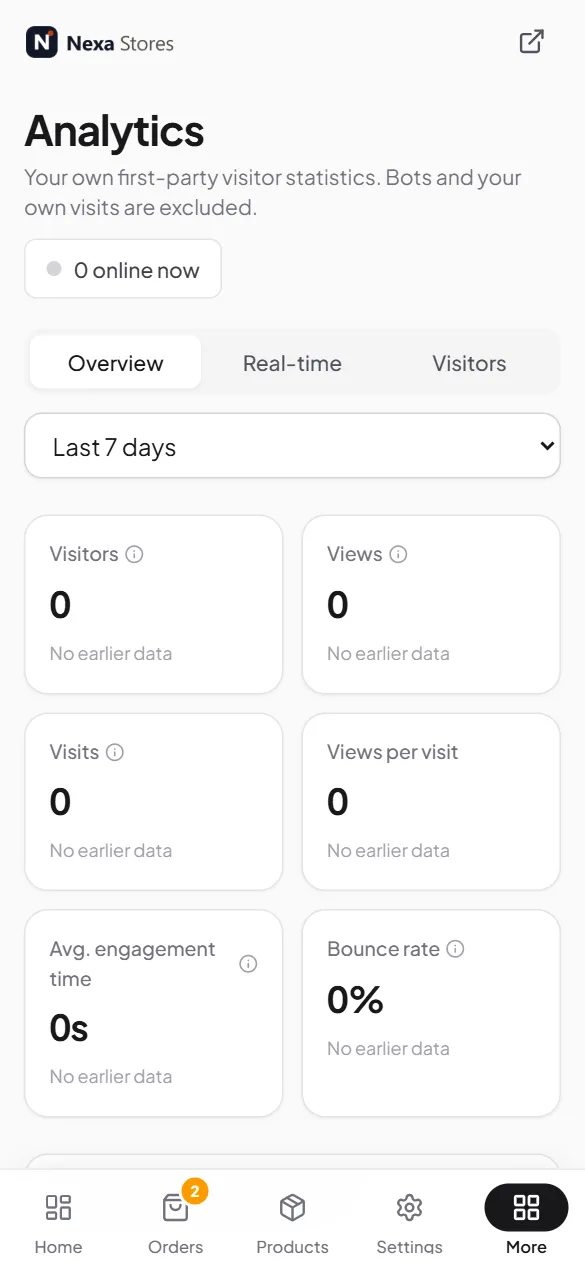 N Nexa Stores
Analytics
Your own first-party visitor statistics. Bots and your
own visits are excluded.
0 online now
Overview Real-time Visitors
Last 7 days
Visitors Views
0 0
No earlier data No earlier data
Visits Views per visit
0 0
No earlier data No earlier data
Avg. engagement
time
0s
No earlier data
Bounce rate
0%
No earlier data
2
Home Orders Products Settings More